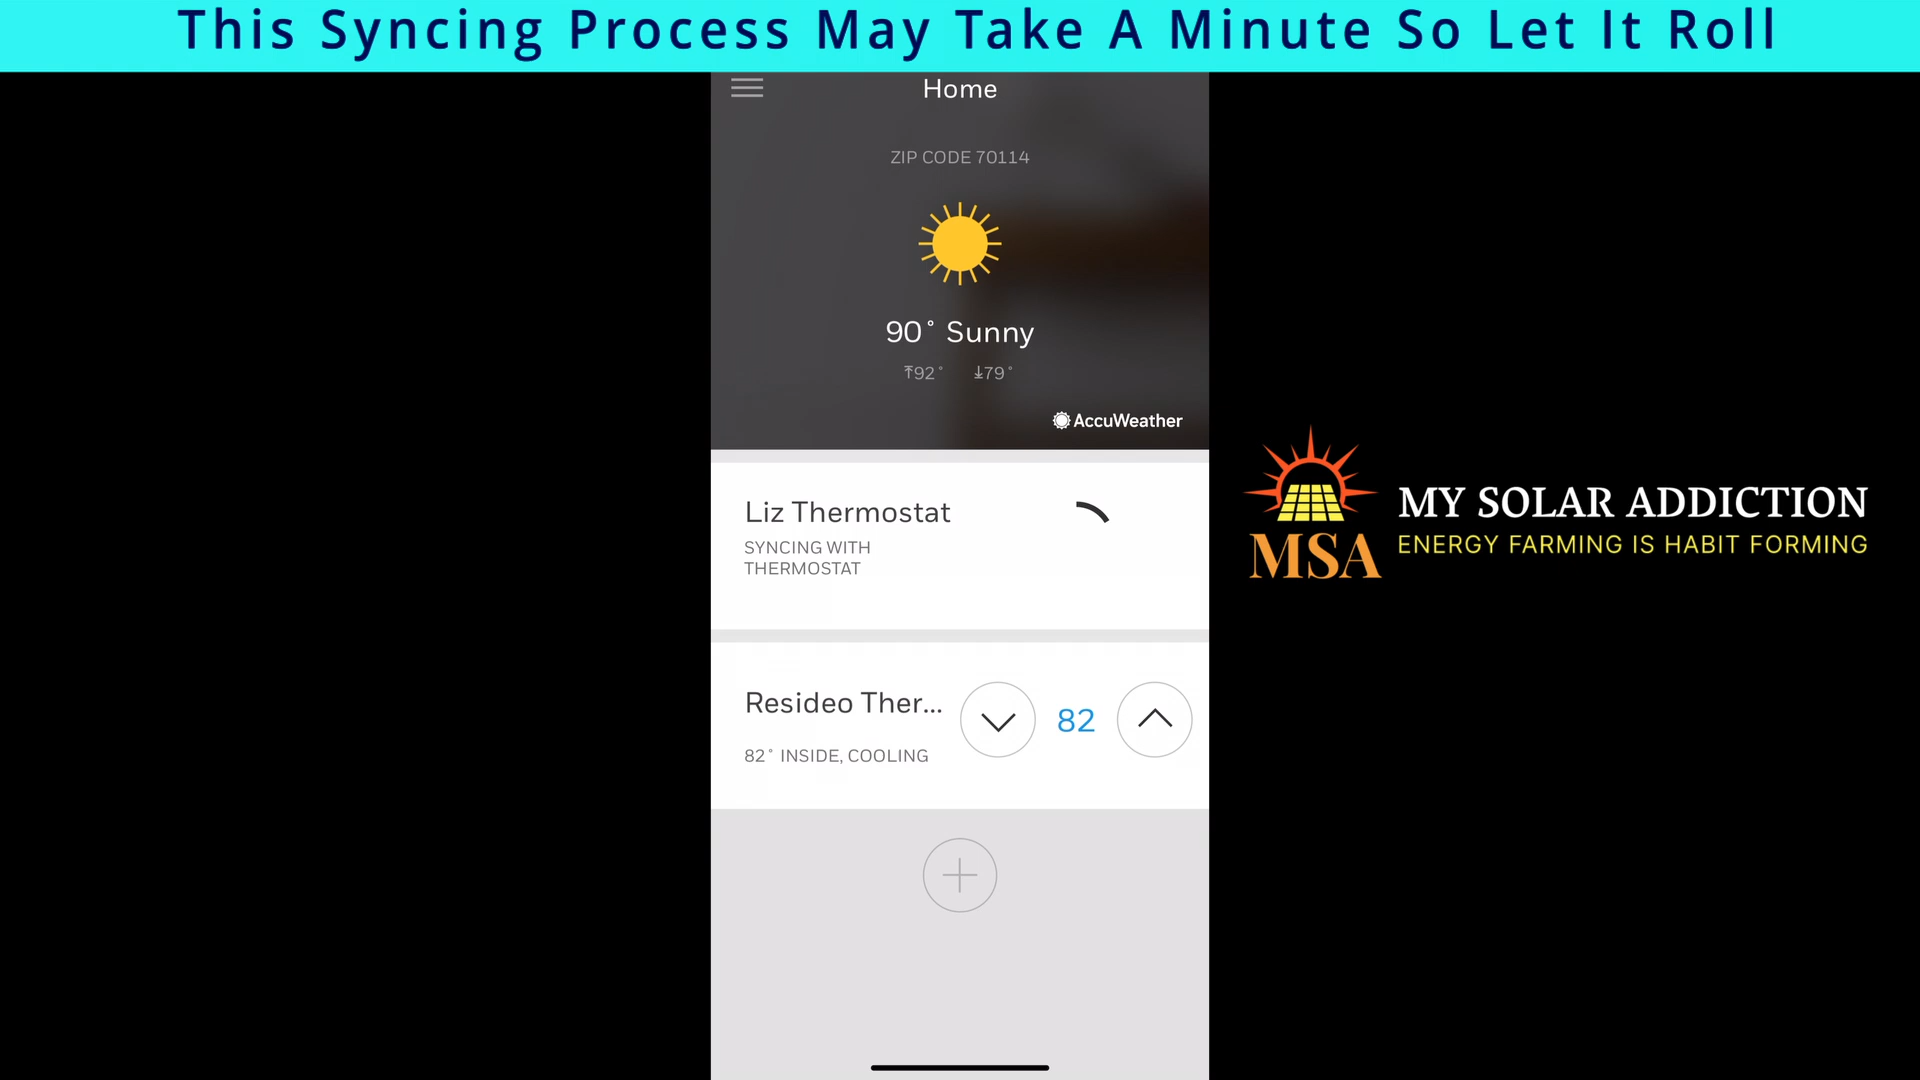 This Syncing Process May Take A Minute So Let It Roll
Home
ZIP CODE 70114
90° Sunny
92° 79°
AccuWeather
Liz Thermostat
SYNCING WITH
THERMOSTAT
Resideo Ther...
82
82° INSIDE, COOLING
MSA
MY SOLAR ADDICTION
ENERGY FARMING IS HABIT FORMING